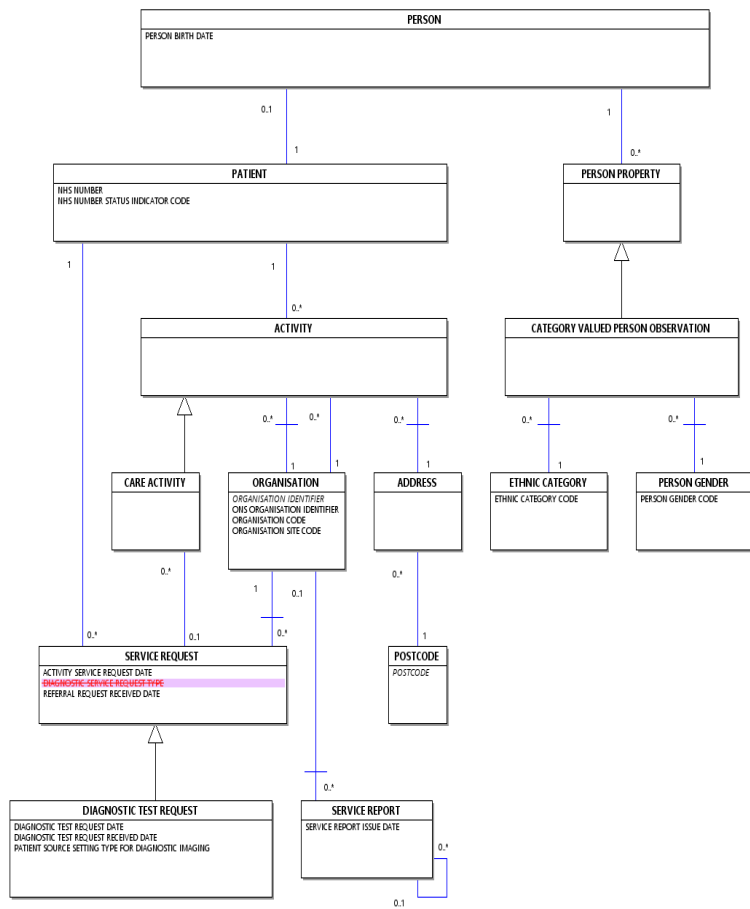 PERSON
PERSON BIRTH DATE
0..1
1
1
0..*
PATIENT
NHS NUMBER
NHS NUMBER STATUS INDICATOR CODE
PERSON PROPERTY
1
1
0..*
ACTIVITY
CATEGORY VALUED PERSON OBSERVATION
0..*
0..*
0..*
0..*
0..*
1
1
1
1
1
CARE ACTIVITY
ORGANISATION
ORGANISATION IDENTIFIER
ONS ORGANISATION IDENTIFIER
ORGANISATION CODE
ORGANISATION SITE CODE
ADDRESS
ETHNIC CATEGORY
ETHNIC CATEGORY CODE
PERSON GENDER
PERSON GENDER CODE
0..*
1
0..1
0..*
0..*
0..1
0..*
1
SERVICE REQUEST
ACTIVITY SERVICE REQUEST DATE
DIAGNOSTIC SERVICE REQUEST TYPE
REFERRAL REQUEST RECEIVED DATE
POSTCODE
POSTCODE
0..*
DIAGNOSTIC TEST REQUEST
DIAGNOSTIC TEST REQUEST DATE
DIAGNOSTIC TEST REQUEST RECEIVED DATE
PATIENT SOURCE SETTING TYPE FOR DIAGNOSTIC IMAGING
SERVICE REPORT
SERVICE REPORT ISSUE DATE
0..*
0..1